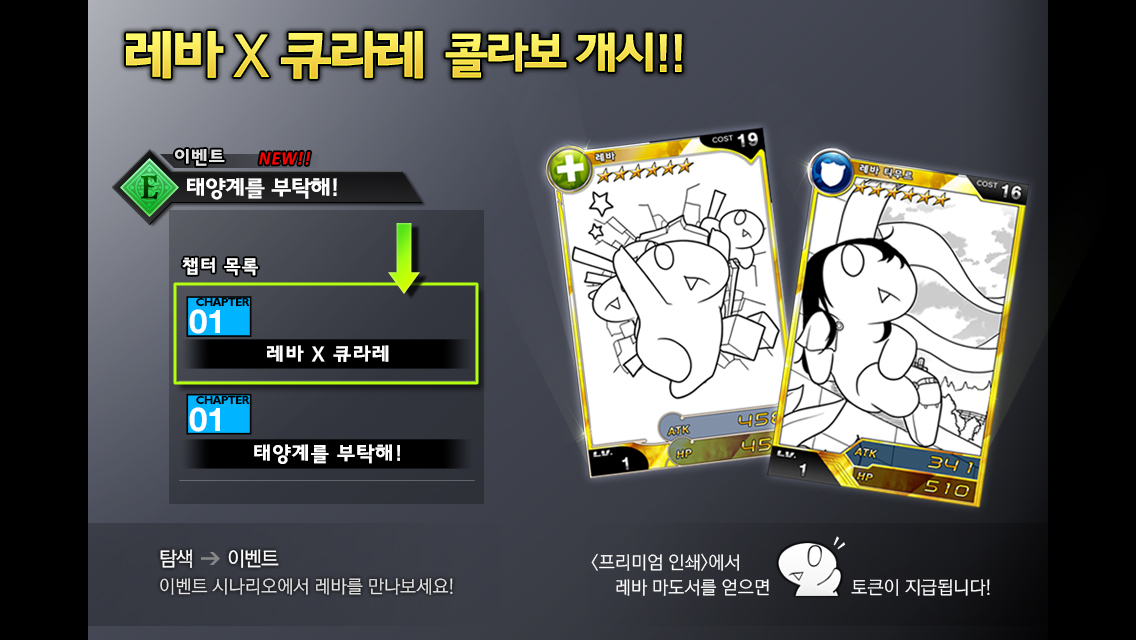 레바 X 큐라레 콜라보 개시!!
이벤트 NEW!!
E
태양계를 부탁해!
챕터 목록
CHAPTER
01
레바 X 큐라레
CHAPTER
01
태양계를 부탁해!
레바
COST 19
ATK 458
HP 45
LV. 1
레바 티무르
COST 16
ATK 341
HP 510
LV. 1
탐색 → 이벤트
이벤트 시나리오에서 레바를 만나보세요!
<프리미엄 인쇄>에서
레바 마도서를 얻으면 토큰이 지급됩니다!